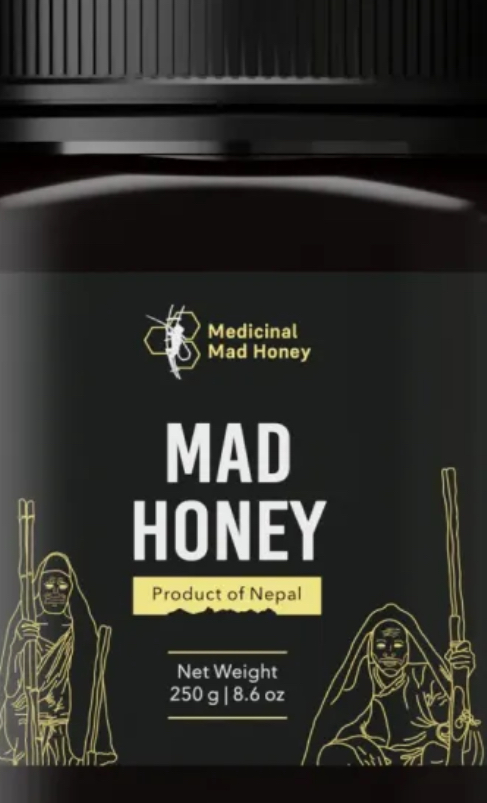 Medicinal
Mad Honey
MAD
HONEY
Product of Nepal
Net Weight
250 g | 8.6 oz